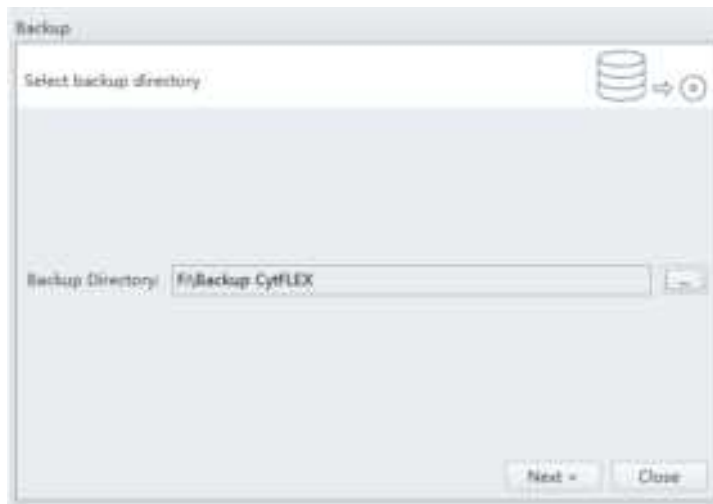 Backup
Select backup directory
Backup Directory: F:\Backup CytFLEX
...
Next »
Close